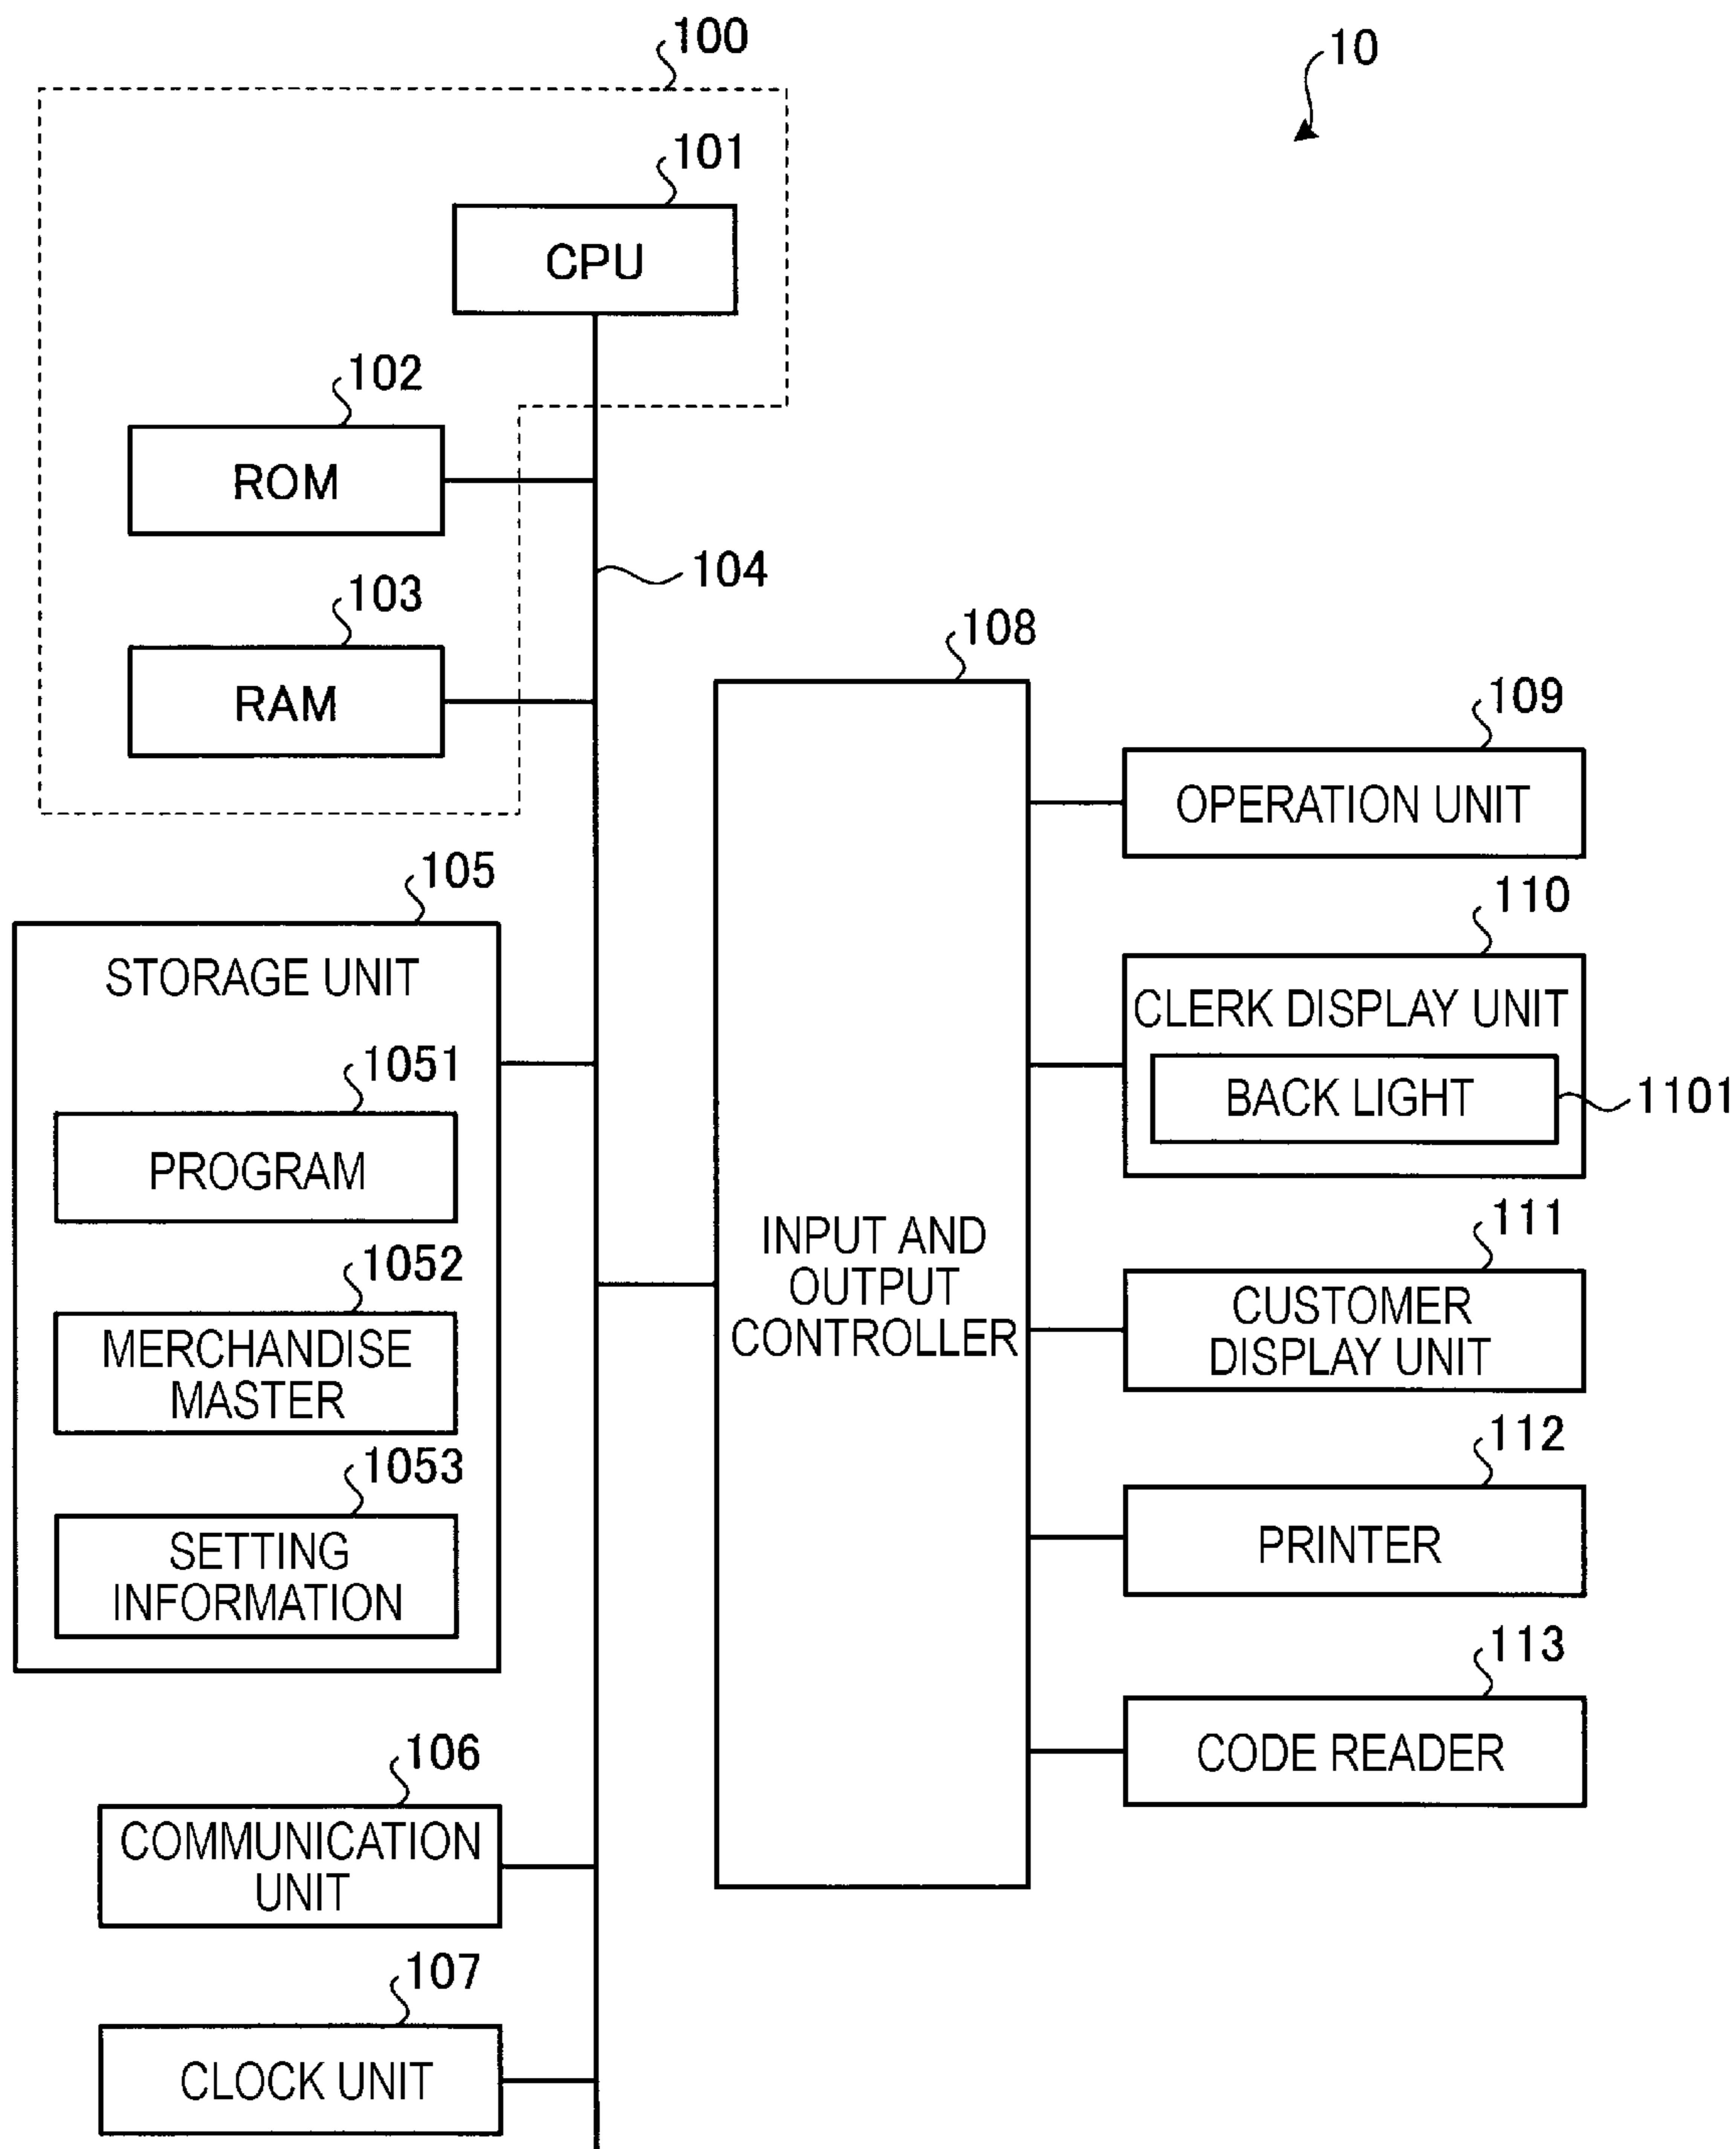 100
10
101
CPU
102
ROM
104
103
RAM
108
INPUT AND
OUTPUT
CONTROLLER
109
OPERATION UNIT
105
STORAGE UNIT
1051
PROGRAM
1052
MERCHANDISE
MASTER
1053
SETTING
INFORMATION
110
CLERK DISPLAY UNIT
BACK LIGHT
1101
111
CUSTOMER
DISPLAY UNIT
112
PRINTER
113
CODE READER
106
COMMUNICATION
UNIT
107
CLOCK UNIT